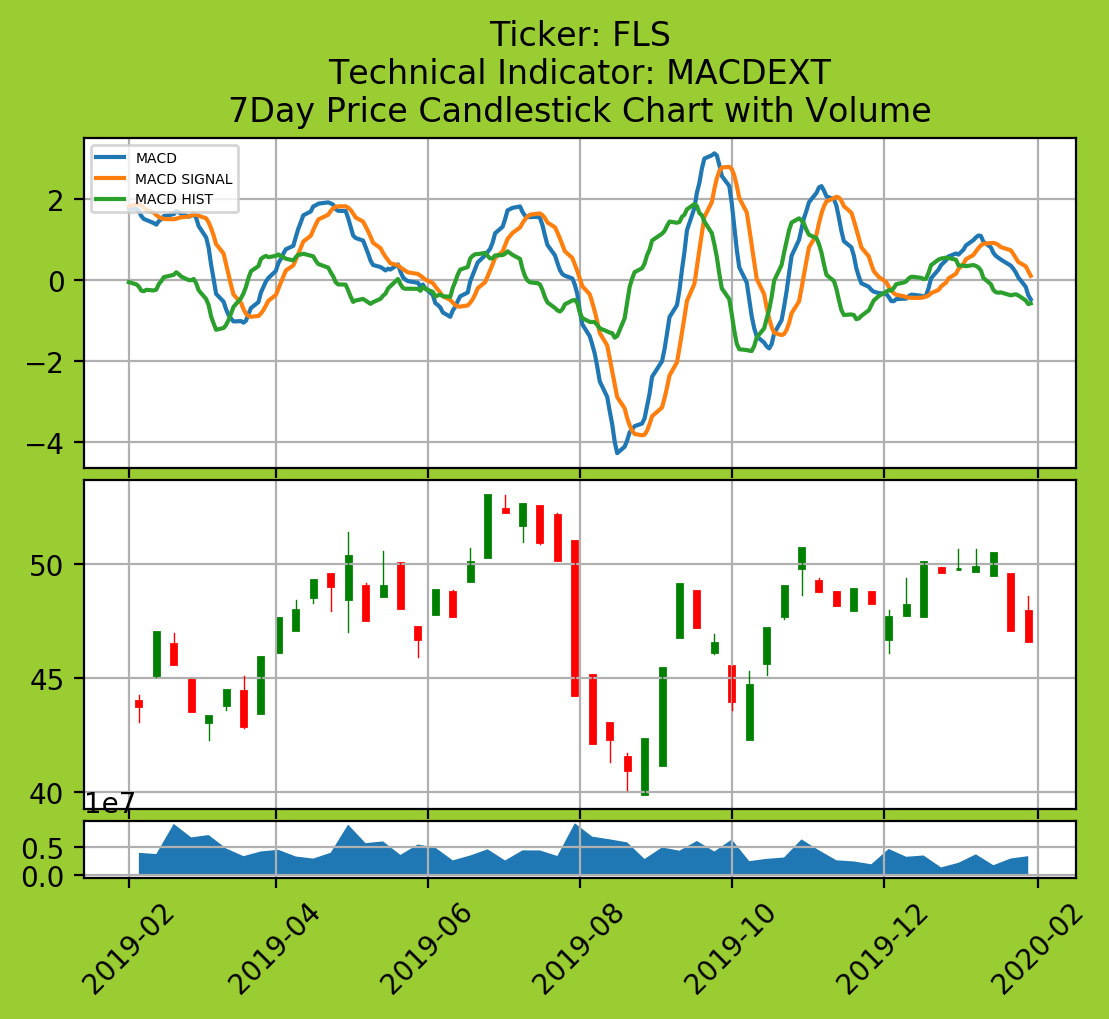 Ticker: FLS
Technical Indicator: MACDEXT
7Day Price Candlestick Chart with Volume
MACD
MACD SIGNAL
MACD HIST
2
0
−2
−4
50
45
40
1e7
0.5
0.0
2019-02
2019-04
2019-06
2019-08
2019-10
2019-12
2020-02